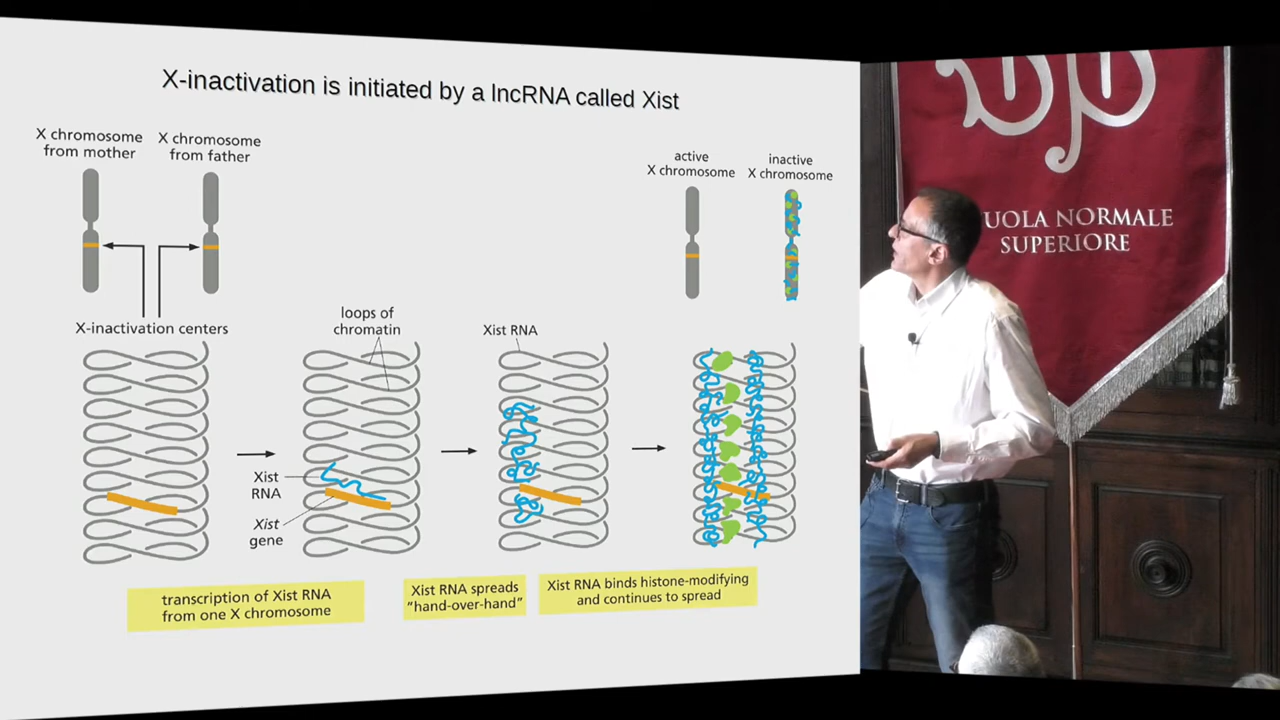 X-inactivation is initiated by a lncRNA called Xist
X chromosome
from mother
X chromosome
from father
active
X chromosome
inactive
X chromosome
X-inactivation centers
loops of
chromatin
Xist RNA
Xist
RNA
Xist
gene
transcription of Xist RNA
from one X chromosome
Xist RNA spreads
"hand-over-hand"
Xist RNA binds histone-modifying
and continues to spread
UOLA NORMALE
SUPERIORE